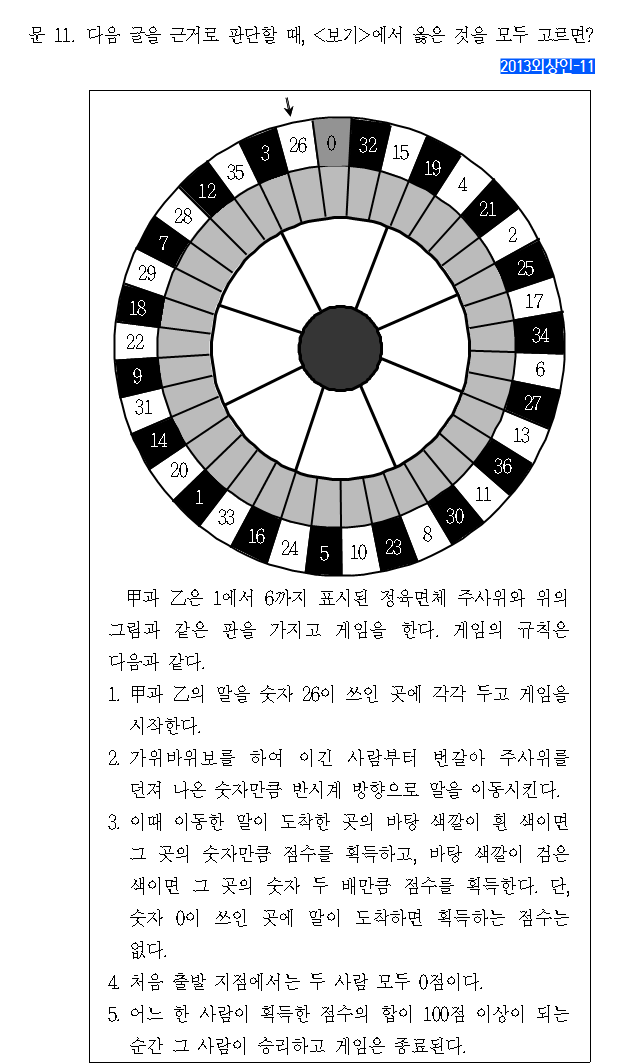 문 11. 다음 글을 근거로 판단할 때, <보기>에서 옳은 것을 모두 고르면?
2013외상인-11
0
32
15
19
4
21
2
25
17
34
6
27
13
36
11
30
8
23
10
5
24
16
33
1
20
14
31
9
22
18
29
7
28
12
35
3
26
甲과 乙은 1에서 6까지 표시된 정육면체 주사위와 위의
그림과 같은 판을 가지고 게임을 한다. 게임의 규칙은
다음과 같다.
1. 甲과 乙의 말을 숫자 26이 쓰인 곳에 각각 두고 게임을
시작한다.
2. 가위바위보를 하여 이긴 사람부터 번갈아 주사위를
던져 나온 숫자만큼 반시계 방향으로 말을 이동시킨다.
3. 이때 이동한 말이 도착한 곳의 바탕 색깔이 흰 색이면
그 곳의 숫자만큼 점수를 획득하고, 바탕 색깔이 검은
색이면 그 곳의 숫자 두 배만큼 점수를 획득한다. 단,
숫자 0이 쓰인 곳에 말이 도착하면 획득하는 점수는
없다.
4. 처음 출발 지점에서는 두 사람 모두 0점이다.
5. 어느 한 사람이 획득한 점수의 합이 100점 이상이 되는
순간 그 사람이 승리하고 게임은 종료된다.